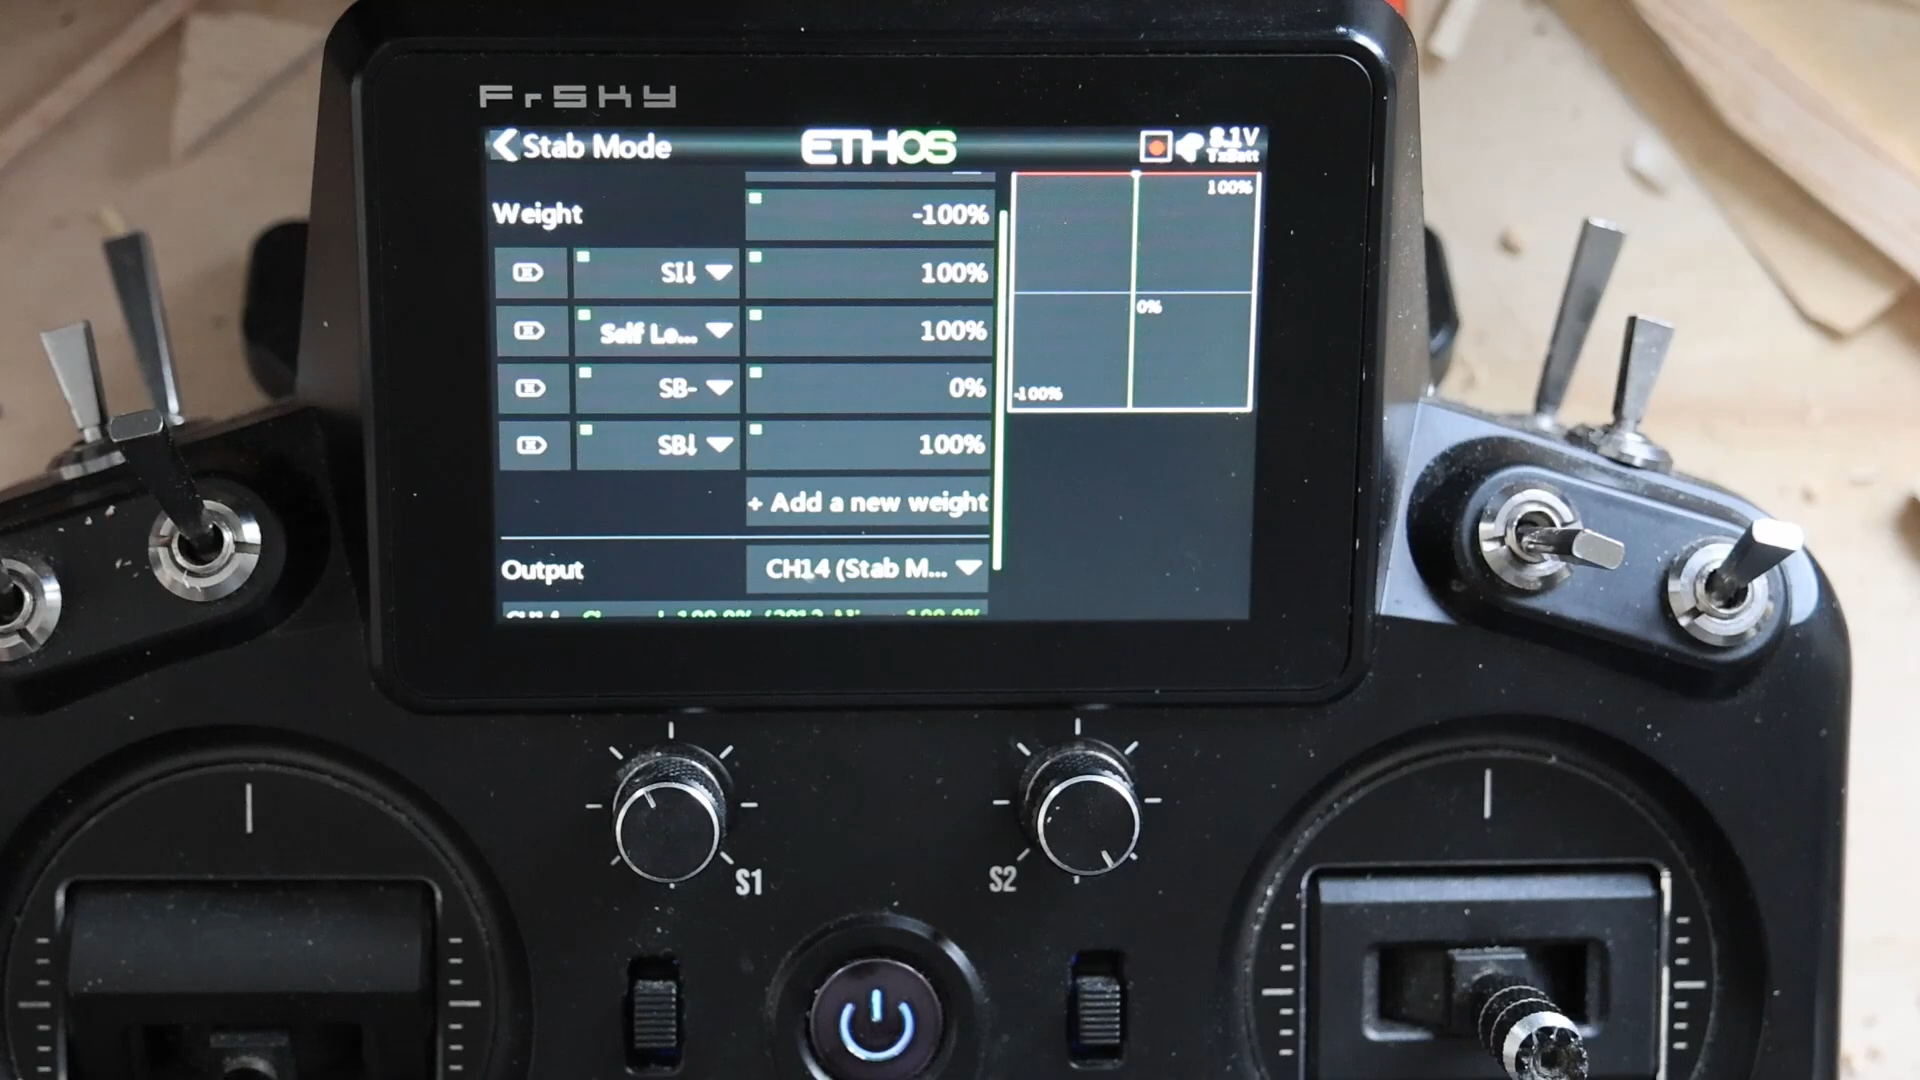 FrSKY
Stab Mode
ETHOS
8.1V
TxBatt
Weight
-100%
SI↓
100%
Self Le...
100%
SB-
0%
SB↓
100%
+ Add a new weight
Output
CH14 (Stab M...
100%
0%
-100%
S1
S2